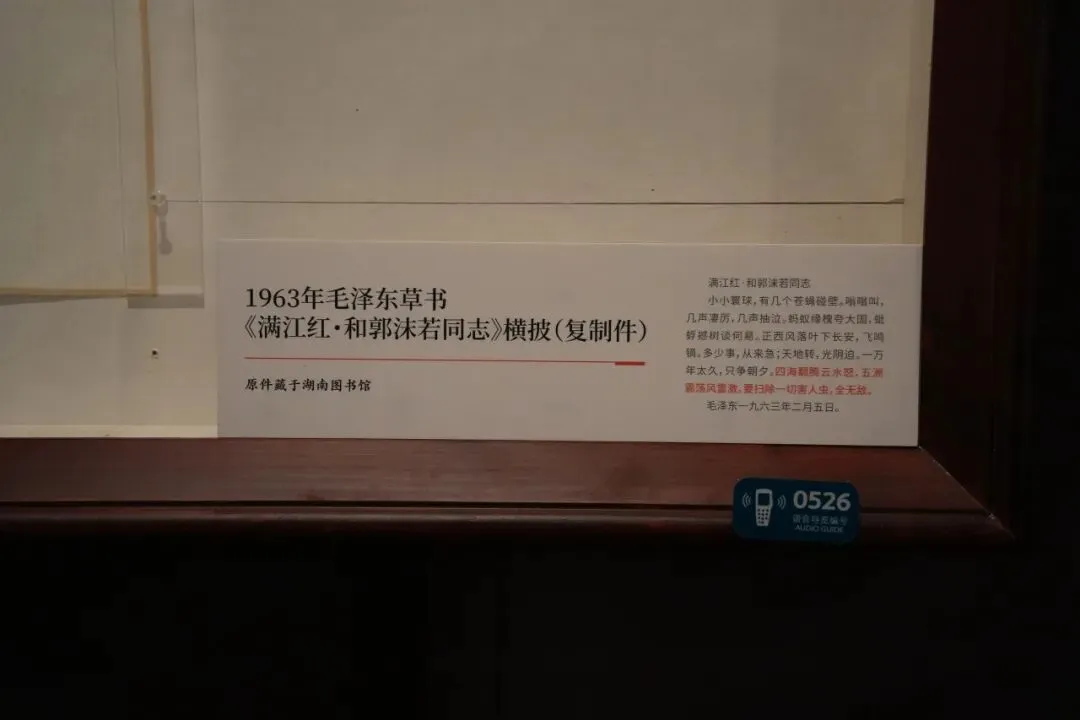 1963年毛泽东草书
《满江红·和郭沫若同志》横披(复制件)
原件藏于湖南图书馆
满江红·和郭沫若同志
小小寰球,有几个苍蝇碰壁。嗡嗡叫,
几声凄厉,几声抽泣。蚂蚁缘槐夸大国,蚍
蜉撼树谈何易。正西风落叶下长安,飞鸣
镝。多少事,从来急;天地转,光阴迫。一万
年太久,只争朝夕。四海翻腾云水怒,五洲
震荡风雷激。要扫除一切害人虫,全无敌。
毛泽东一九六三年二月五日。
0526
语音导览编号
AUDIO GUIDE